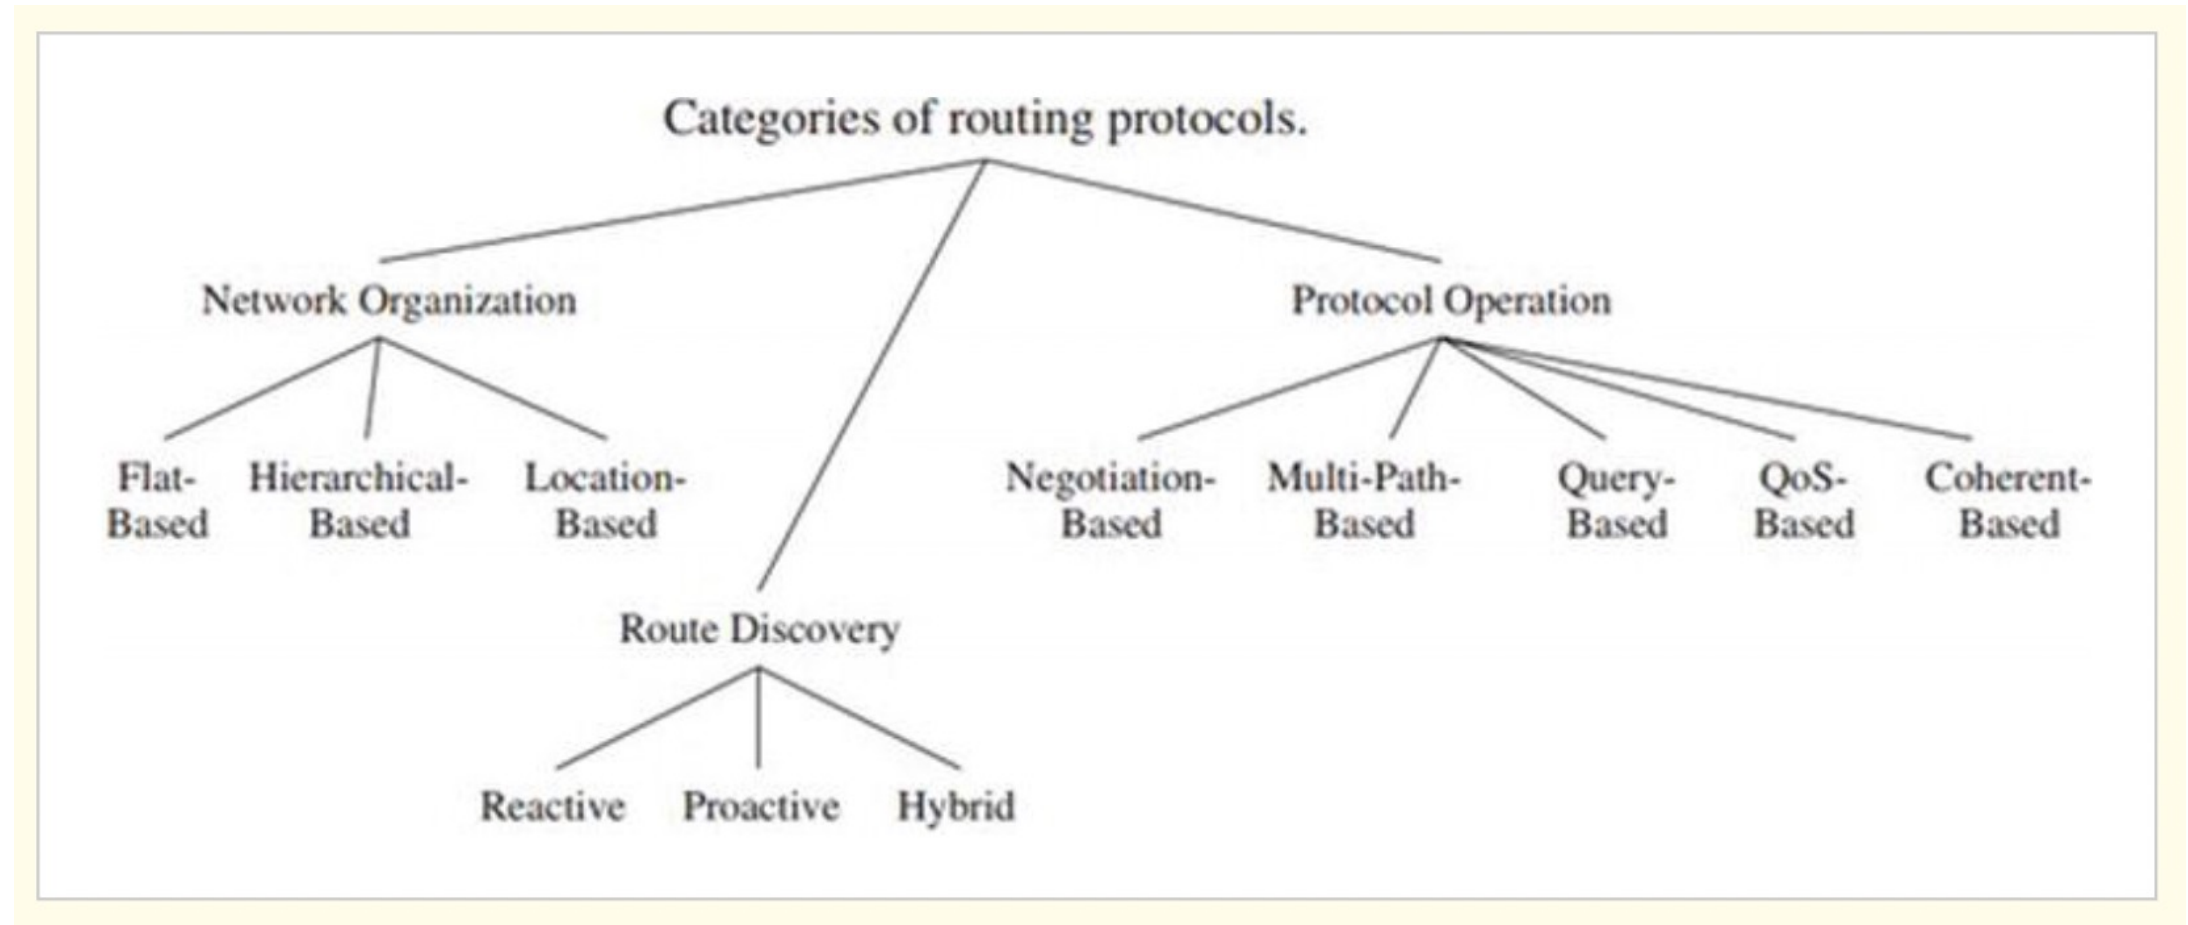 Categories of routing protocols.
Network Organization
Protocol Operation
Flat-
Based
Hierarchical-
Based
Location-
Based
Negotiation-
Based
Multi-Path-
Based
Query-
Based
QoS-
Based
Coherent-
Based
Route Discovery
Reactive
Proactive
Hybrid